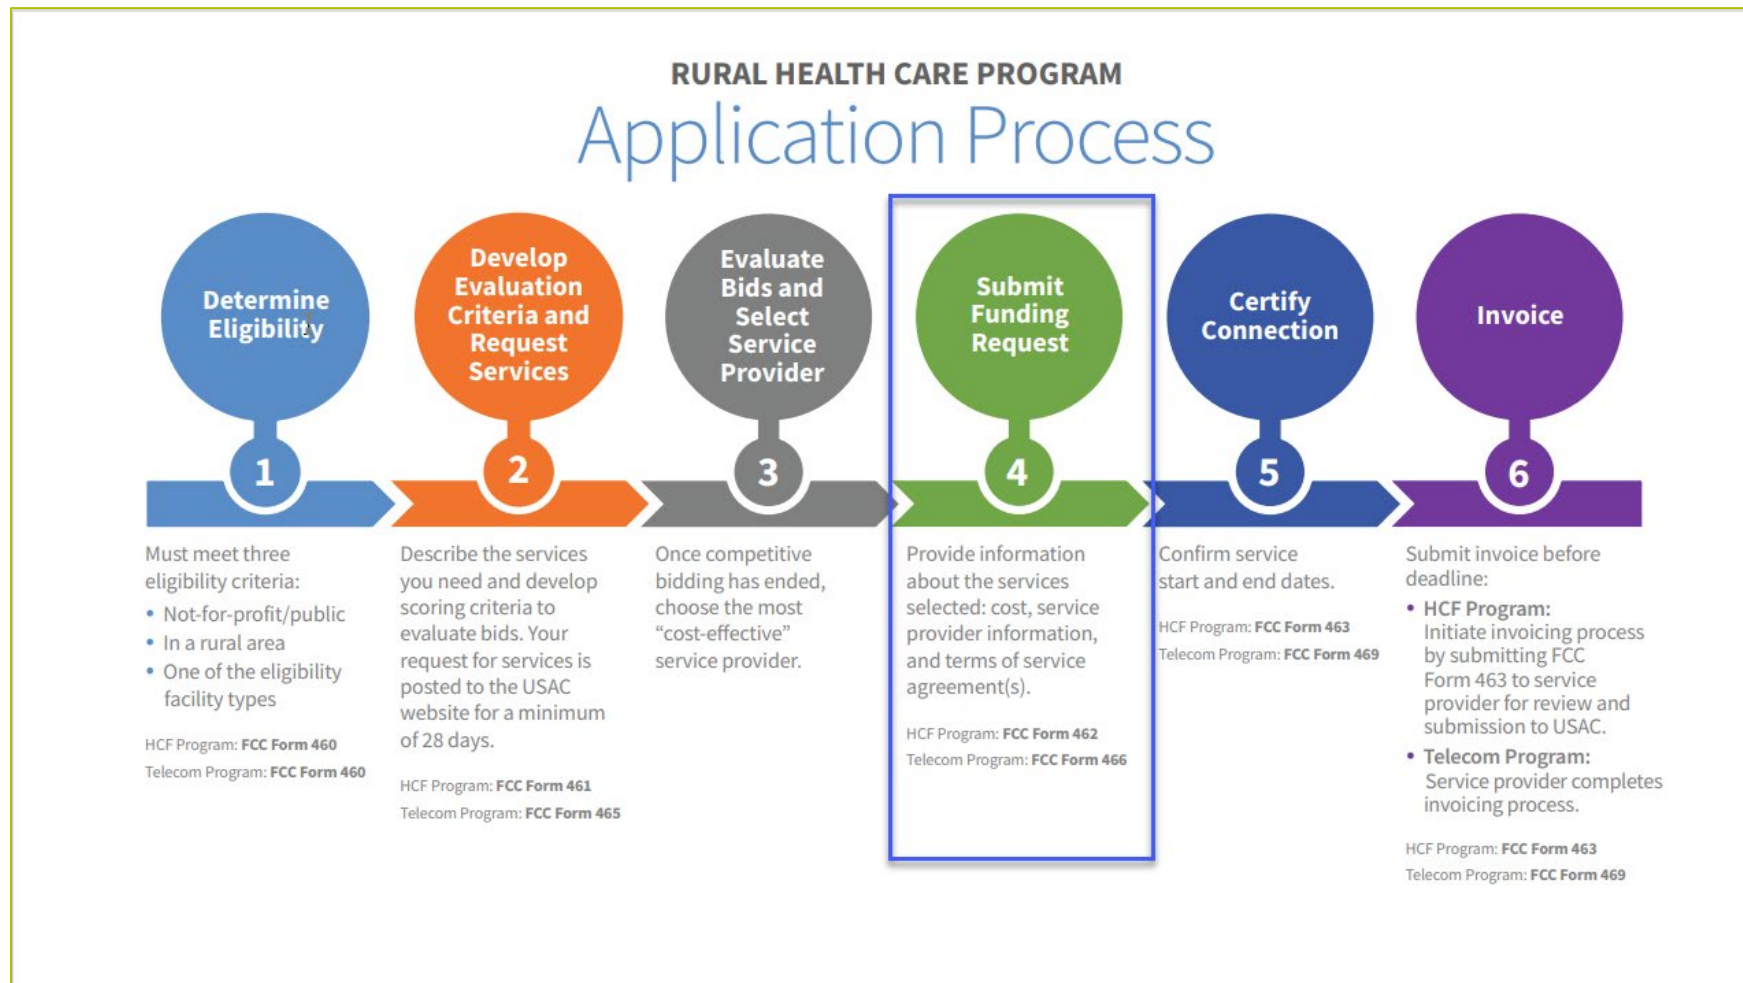 RURAL HEALTH CARE PROGRAM
Application Process
Determine
Eligibility
1
Must meet three
eligibility criteria:
• Not-for-profit/public
• In a rural area
• One of the eligibility
facility types
HCF Program: FCC Form 460
Telecom Program: FCC Form 460
Develop
Evaluation
Criteria and
Request
Services
2
Describe the services
you need and develop
scoring criteria to
evaluate bids. Your
request for services is
posted to the USAC
website for a minimum
of 28 days.
HCF Program: FCC Form 461
Telecom Program: FCC Form 465
Evaluate
Bids and
Select
Service
Provider
3
Once competitive
bidding has ended,
choose the most
“cost-effective”
service provider.
Submit
Funding
Request
4
Provide information
about the services
selected: cost, service
provider information,
and terms of service
agreement(s).
HCF Program: FCC Form 462
Telecom Program: FCC Form 466
Certify
Connection
5
Confirm service
start and end dates.
HCF Program: FCC Form 463
Telecom Program: FCC Form 469
Invoice
6
Submit invoice before
deadline:
• HCF Program:
Initiate invoicing process
by submitting FCC
Form 463 to service
provider for review and
submission to USAC.
• Telecom Program:
Service provider completes
invoicing process.
HCF Program: FCC Form 463
Telecom Program: FCC Form 469